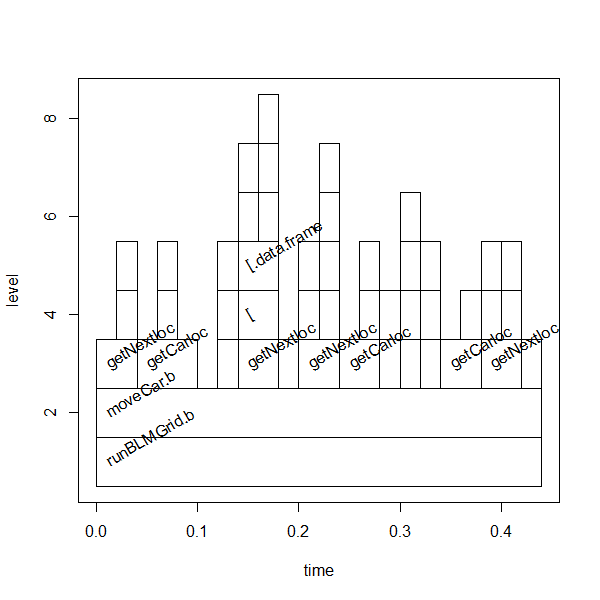 8
[.data.frame
6
level
4
[
getNextloc getCarloc getNextloc getNextloc getCarloc getCarloc getNextloc
moveCar.b
2
runBLMGrid.b
0.0 0.1 0.2 0.3 0.4
time